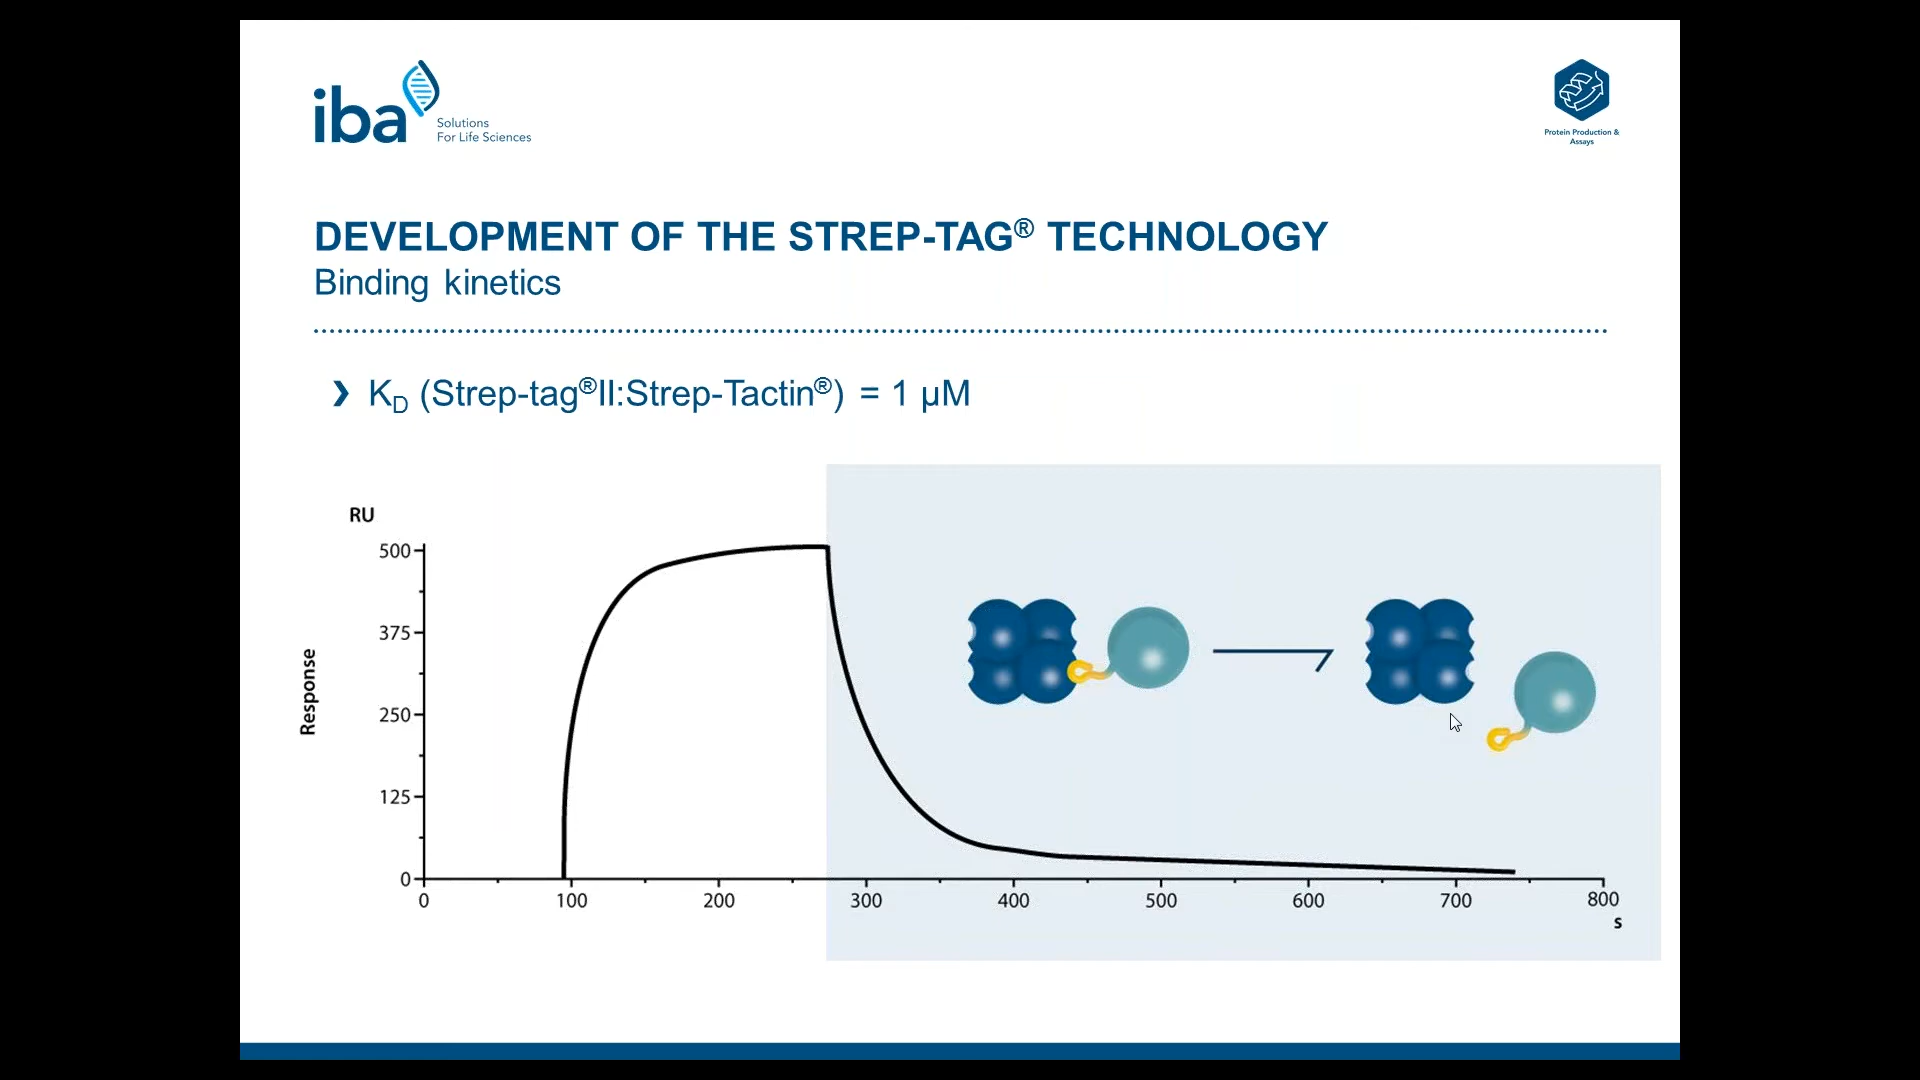 iba
Solutions
For Life Sciences
Protein Production &
Assays
DEVELOPMENT OF THE STREP-TAG® TECHNOLOGY
Binding kinetics
❯ KD (Strep-tag®II:Strep-Tactin®) = 1 µM
RU
500
375
250
125
0
Response
0 100 200 300 400 500 600 700 800
s